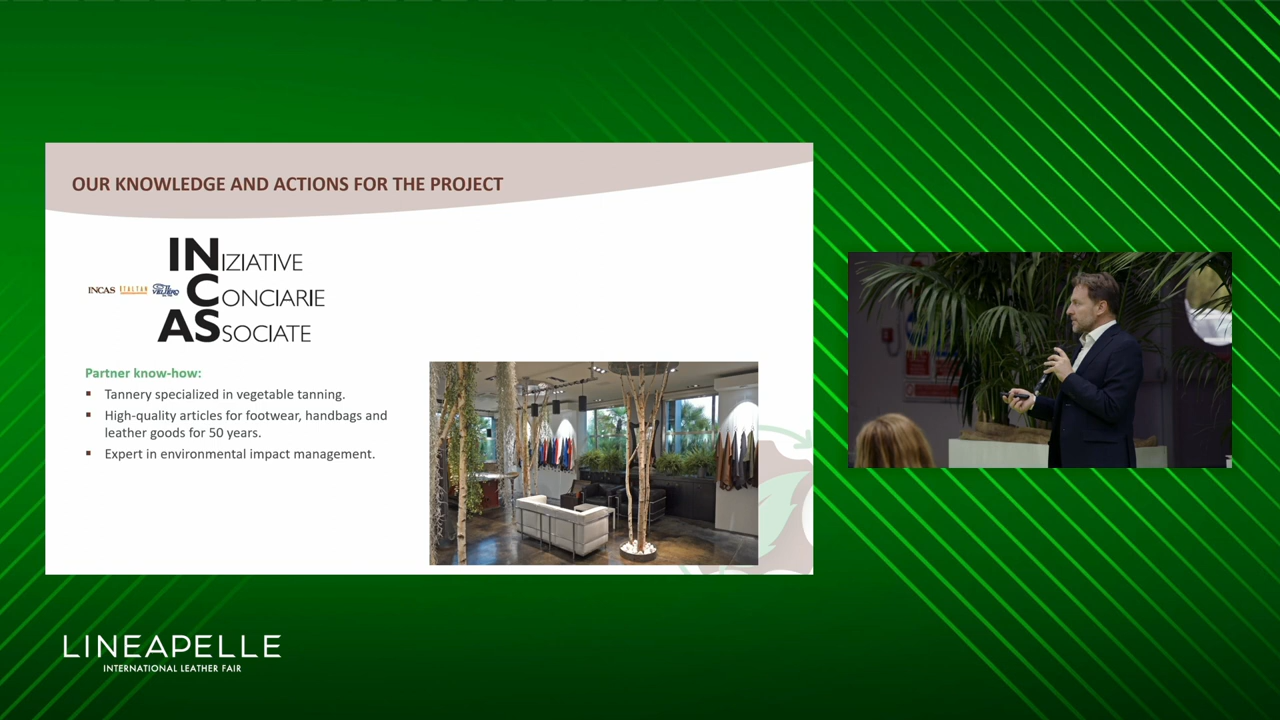 OUR KNOWLEDGE AND ACTIONS FOR THE PROJECT
INIZIATIVE
CONCIARIE
ASSOCIATE
INCAS ITALTAN IL VELIERO
Partner know-how:
▪ Tannery specialized in vegetable tanning.
▪ High-quality articles for footwear, handbags and
leather goods for 50 years.
▪ Expert in environmental impact management.
LINEAPELLE
INTERNATIONAL LEATHER FAIR